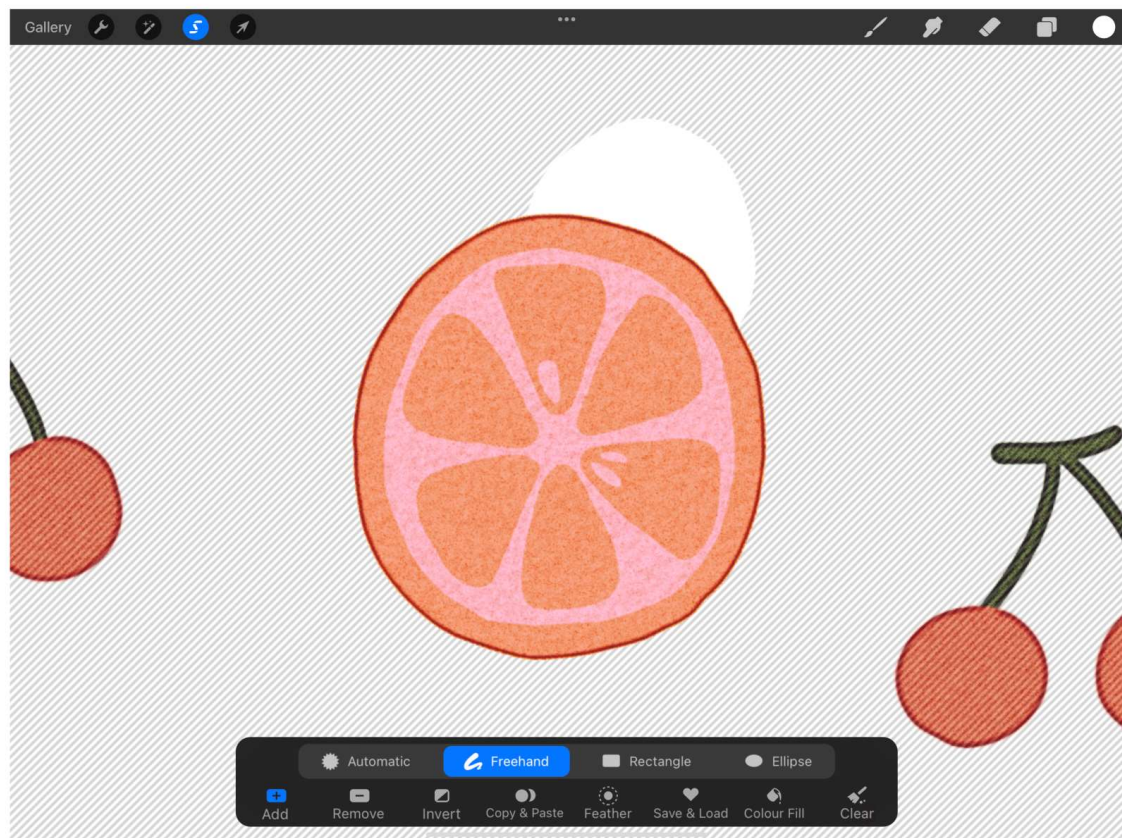 Gallery
Automatic Freehand Rectangle Ellipse
Add Remove Invert Copy & Paste Feather Save & Load Colour Fill Clear